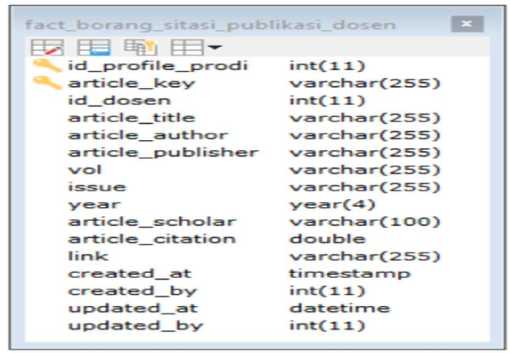 fact_borang_sitasi_publikasi_dosen
id_profile_prodi int(11)
article_key varchar(255)
id_dosen int(11)
article_title varchar(255)
article_author varchar(255)
article_publisher varchar(255)
vol varchar(255)
issue varchar(255)
year year(4)
article_scholar varchar(100)
article_citation double
link varchar(255)
created_at timestamp
created_by int(11)
updated_at datetime
updated_by int(11)